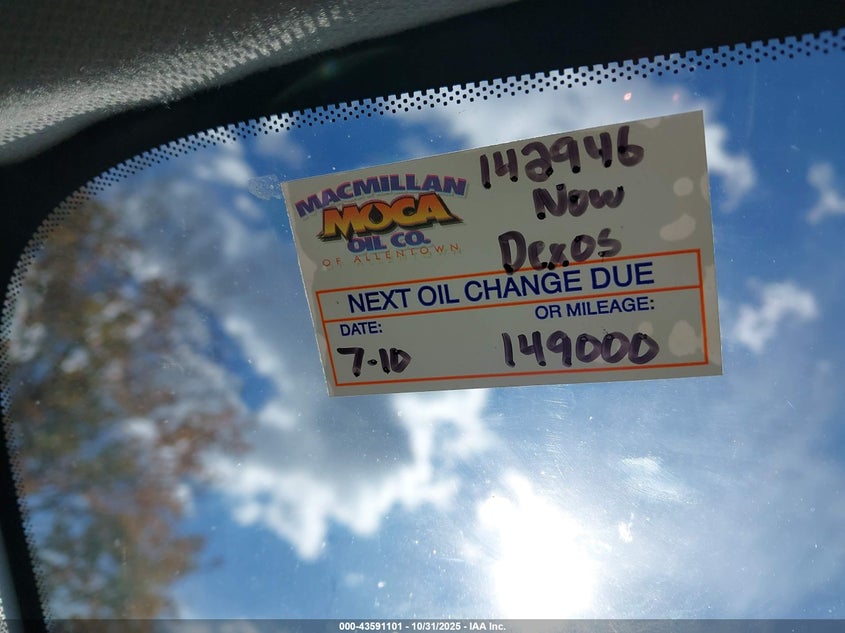 142946
Now
Dexos
MACMILLAN
MOCA
OIL CO.
OF ALLENTOWN
NEXT OIL CHANGE DUE
DATE:
OR MILEAGE:
7-10
149000
000-43591101 - 10/31/2025 - IAA Inc.